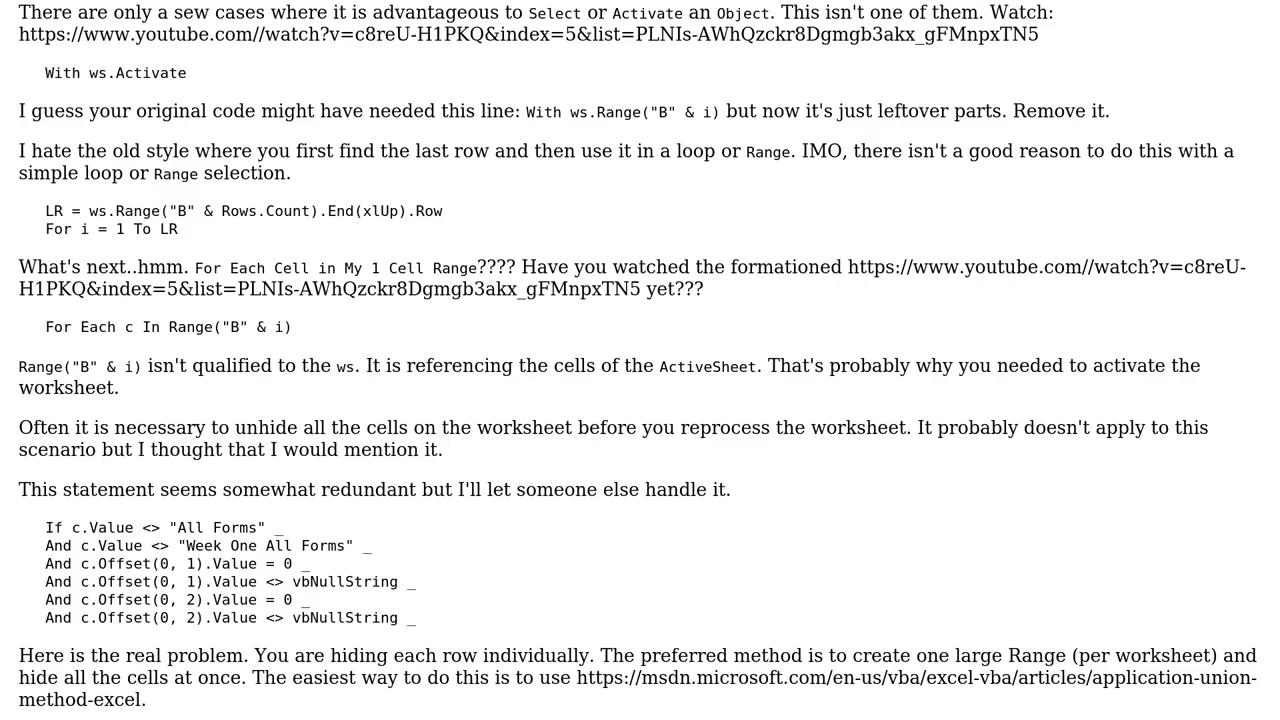 There are only a sew cases where it is advantageous to Select or Activate an Object. This isn't one of them. Watch:
https://www.youtube.com//watch?v=c8reU-H1PKQ&index=5&list=PLNIs-AWhQzckr8Dgmgb3akx_gFMnpxTN5
With ws.Activate
I guess your original code might have needed this line: With ws.Range("B" & i) but now it's just leftover parts. Remove it.
I hate the old style where you first find the last row and then use it in a loop or Range. IMO, there isn't a good reason to do this with a
simple loop or Range selection.
LR = ws.Range("B" & Rows.Count).End(xlUp).Row
For i = 1 To LR
What's next..hmm. For Each Cell in My 1 Cell Range???? Have you watched the formationed https://www.youtube.com//watch?v=c8reU-
H1PKQ&index=5&list=PLNIs-AWhQzckr8Dgmgb3akx_gFMnpxTN5 yet???
For Each c In Range("B" & i)
Range("B" & i) isn't qualified to the ws. It is referencing the cells of the ActiveSheet. That's probably why you needed to activate the
worksheet.
Often it is necessary to unhide all the cells on the worksheet before you reprocess the worksheet. It probably doesn't apply to this
scenario but I thought that I would mention it.
This statement seems somewhat redundant but I'll let someone else handle it.
If c.Value <> "All Forms" _
And c.Value <> "Week One All Forms" _
And c.Offset(0, 1).Value = 0 _
And c.Offset(0, 1).Value <> vbNullString _
And c.Offset(0, 2).Value = 0 _
And c.Offset(0, 2).Value <> vbNullString _
Here is the real problem. You are hiding each row individually. The preferred method is to create one large Range (per worksheet) and
hide all the cells at once. The easiest way to do this is to use https://msdn.microsoft.com/en-us/vba/excel-vba/articles/application-union-
method-excel.